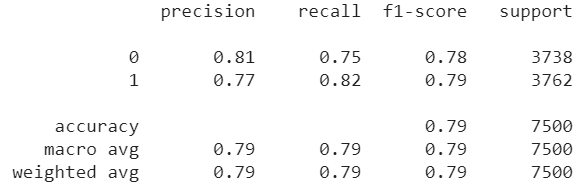 precision recall f1-score support
0 0.81 0.75 0.78 3738
1 0.77 0.82 0.79 3762
accuracy 0.79 7500
macro avg 0.79 0.79 0.79 7500
weighted avg 0.79 0.79 0.79 7500